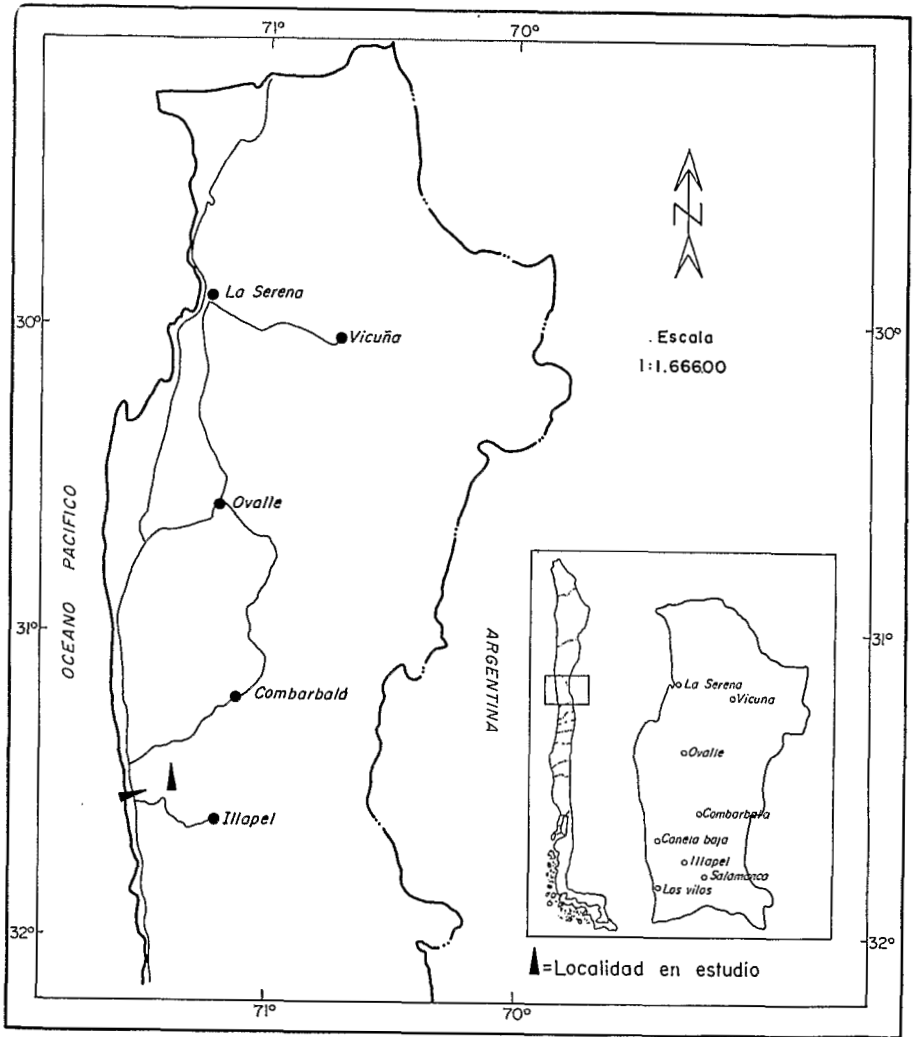 71°
70°
La Serena
30°
Vicuña
30°
. Escala
1:1.66600
Ovalle
OCEANO PACIFICO
31°
ARGENTINA
31°
Combarbalá
Illapel
La Serena
Vicuna
Ovalle
Combarbala
Canela baja
Illapel
Salamanca
Los vilos
32°
32°
=Localidad en estudio
71°
70°
N